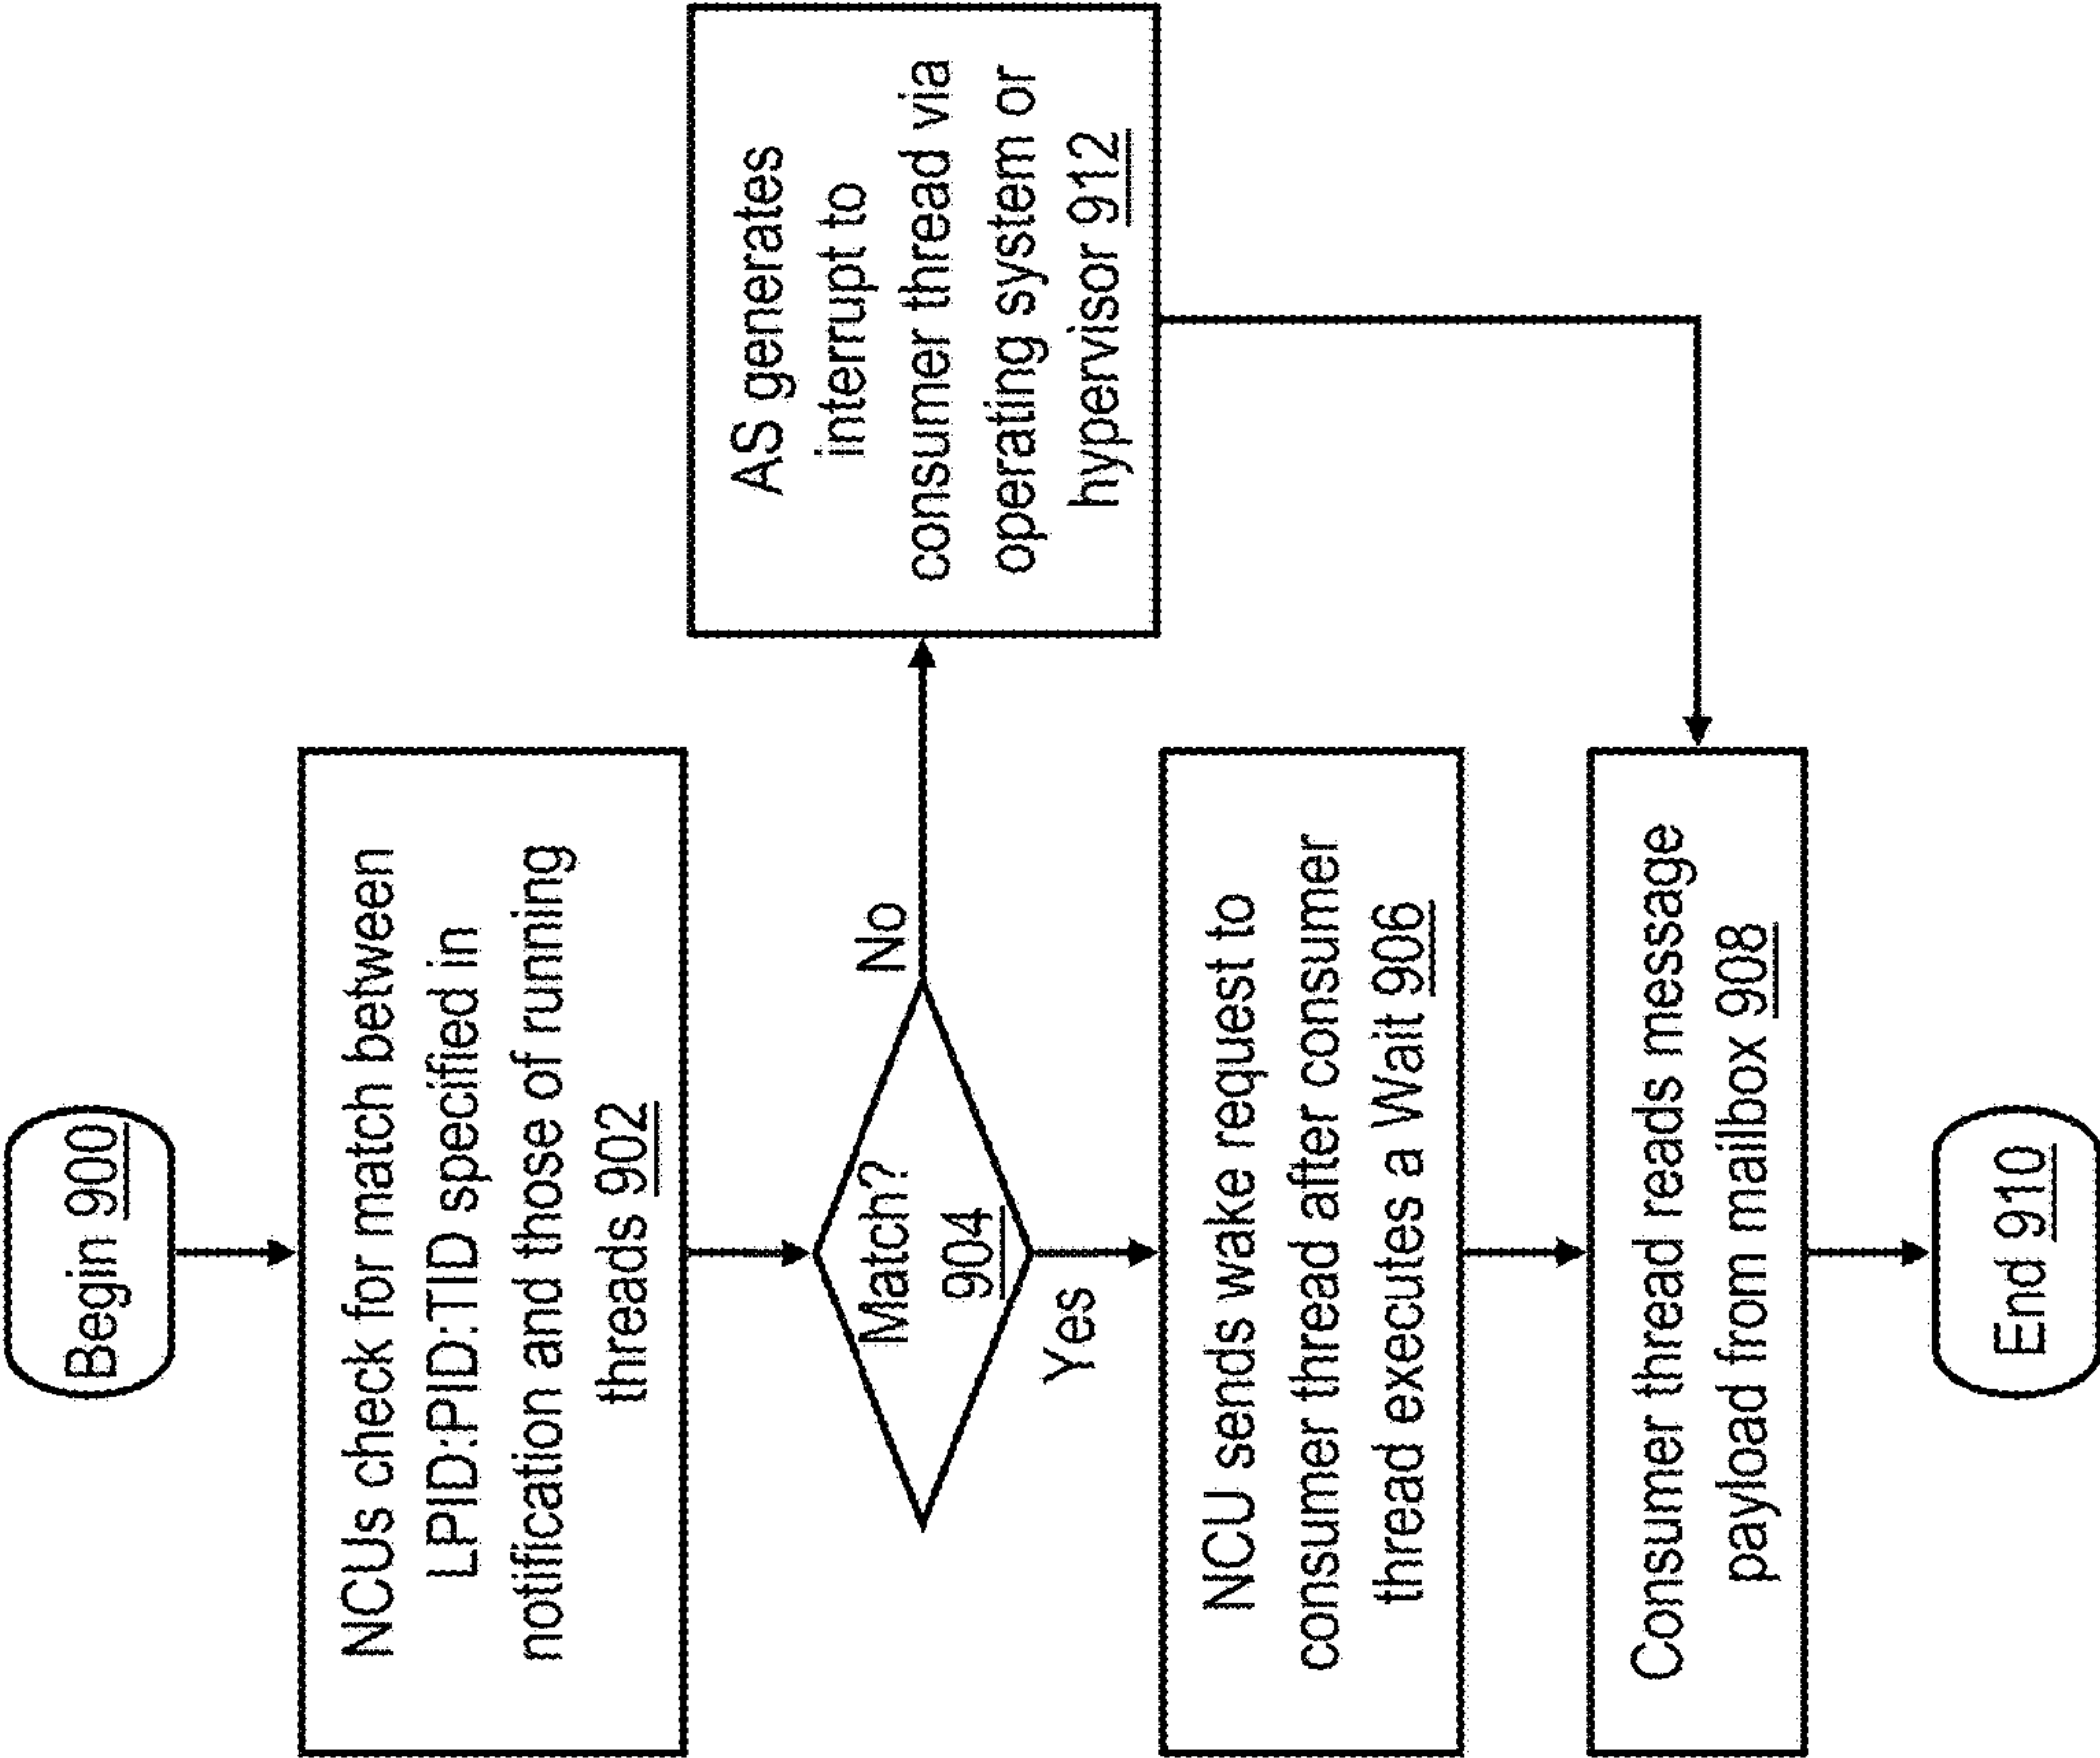 Begin 900
NCUs check for match between
LPID:PID:TID specified in
notification and those of running
threads 902
Match?
904
No
Yes
AS generates
interrupt to
consumer thread via
operating system or
hypervisor 912
NCU sends wake request to
consumer thread after consumer
thread executes a Wait 906
Consumer thread reads message
payload from mailbox 908
End 910